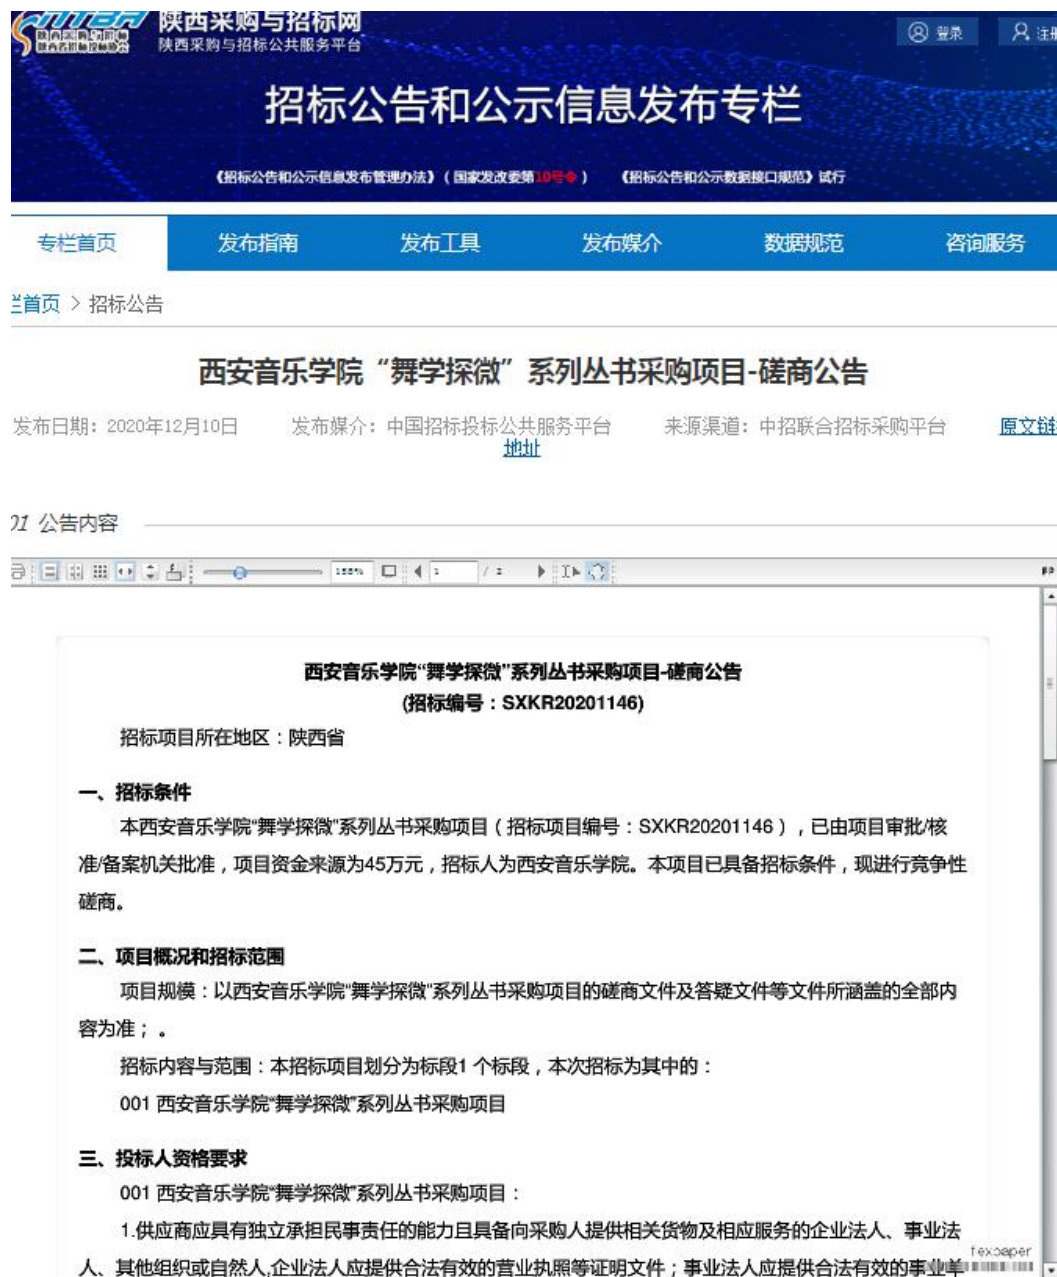 陕西采购与招标网
陕西省招标投标协会
陕西采购与招标公共服务平台
登录
注册
招标公告和公示信息发布专栏
《招标公告和公示信息发布管理办法》(国家发改委第10号令) 《招标公告和公示数据接口规范》试行
专栏首页 发布指南 发布工具 发布媒介 数据规范 咨询服务
栏首页 > 招标公告
西安音乐学院“舞学探微”系列丛书采购项目-磋商公告
发布日期：2020年12月10日 发布媒介：中国招标投标公共服务平台 来源渠道：中招联合招标采购平台 原文链
地址
01 公告内容
西安音乐学院“舞学探微”系列丛书采购项目-磋商公告
(招标编号：SXKR20201146)
招标项目所在地区：陕西省
一、招标条件
本西安音乐学院“舞学探微”系列丛书采购项目（招标项目编号：SXKR20201146），已由项目审批/核
准/备案机关批准，项目资金来源为45万元，招标人为西安音乐学院。本项目已具备招标条件，现进行竞争性
磋商。
二、项目概况和招标范围
项目规模：以西安音乐学院“舞学探微”系列丛书采购项目的磋商文件及答疑文件等文件所涵盖的全部内
容为准；。
招标内容与范围：本招标项目划分为标段1 个标段，本次招标为其中的：
001 西安音乐学院“舞学探微”系列丛书采购项目
三、投标人资格要求
001 西安音乐学院“舞学探微”系列丛书采购项目：
1.供应商应具有独立承担民事责任的能力且具备向采购人提供相关货物及相应服务的企业法人、事业法
人、其他组织或自然人,企业法人应提供合法有效的营业执照等证明文件；事业法人应提供合法有效的事业单